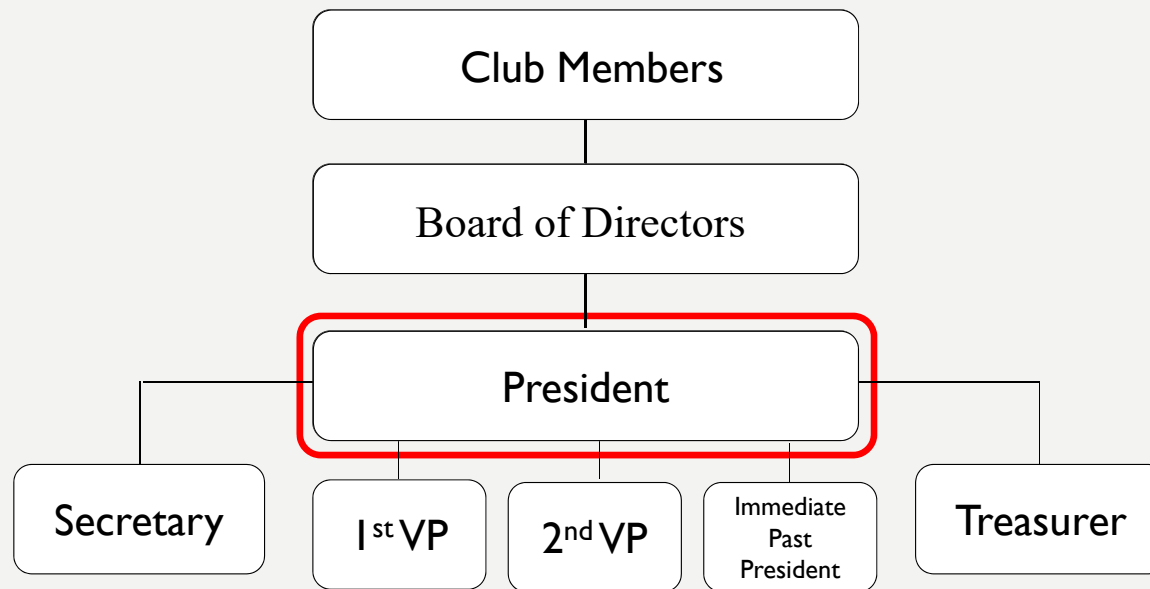 Club Members
Board of Directors
President
Secretary
1st VP
2nd VP
Immediate
Past
President
Treasurer